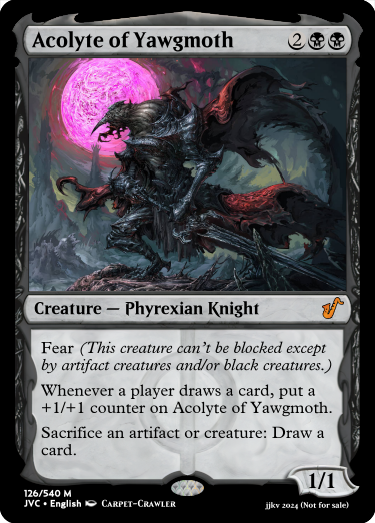 Acolyte of Yawgmoth 2
Creature — Phyrexian Knight
Fear (This creature can't be blocked except
by artifact creatures and/or black creatures.)
Whenever a player draws a card, put a
+1/+1 counter on Acolyte of Yawgmoth.
Sacrifice an artifact or creature: Draw a
card.
1/1
126/540 M
JVC • English Carpet-Crawler
jjkv 2024 (Not for sale)